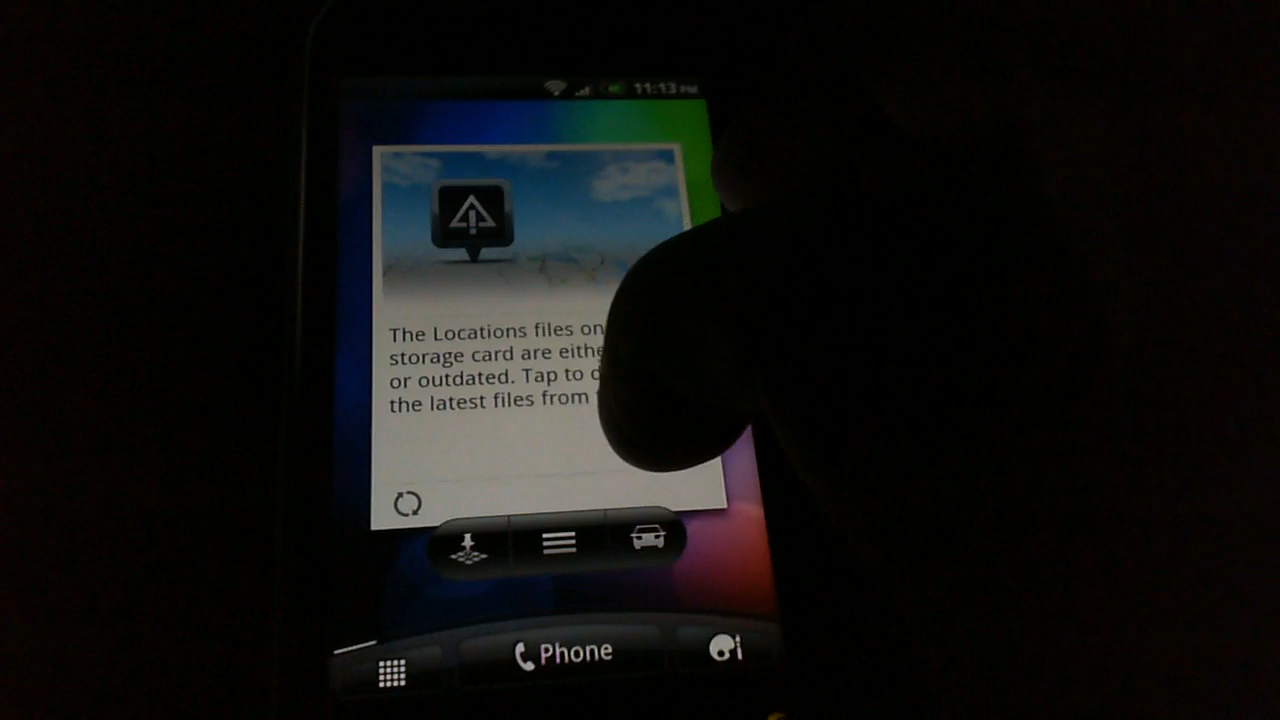 11:13 PM
The Locations files on
storage card are
or outdated. Tap to
the latest files from
Phone